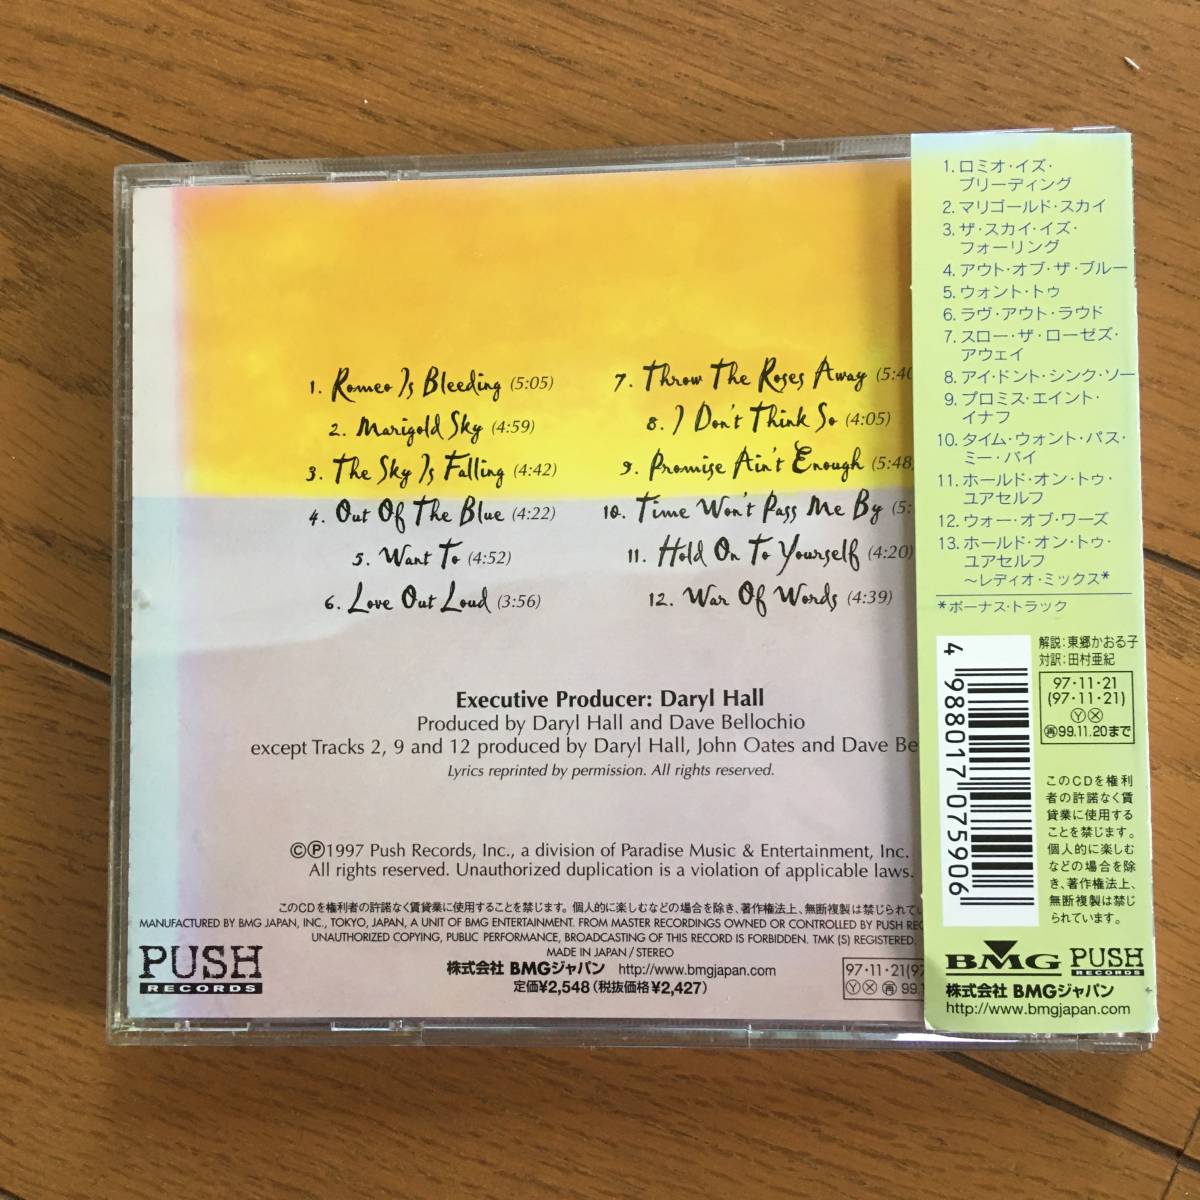 1. Romeo Is Bleeding (5:05)
2. Marigold Sky (4:59)
3. The Sky Is Falling (4:42)
4. Out Of The Blue (4:22)
5. Want To (4:52)
6. Love Out Loud (3:56)
7. Throw The Roses Away
8. I Don't Think So (4:05)
9. Promise Ain't Enough (5:48
10. Time Won't Pass Me By (5:
11. Hold On To Yourself (4:20)
12. War Of Words (4:39)
Executive Producer: Daryl Hall
Produced by Daryl Hall and Dave Bellochio
except Tracks 2, 9 and 12 produced by Daryl Hall, John Oates and Dave Be
Lyrics reprinted by permission. All rights reserved.
©℗1997 Push Records, Inc., a division of Paradise Music & Entertainment, Inc.
All rights reserved. Unauthorized duplication is a violation of applicable laws.
このCDを権利者の許諾なく賃貸業に使用することを禁じます。個人的に楽しむなどの場合を除き、著作権法上、無断複製は禁じられてい
MANUFACTURED BY BMG JAPAN, INC., TOKYO, JAPAN, A UNIT OF BMG ENTERTAINMENT. FROM MASTER RECORDINGS OWNED OR CONTROLLED BY PUSH
UNAUTHORIZED COPYING, PUBLIC PERFORMANCE, BROADCASTING OF THIS RECORD IS FORBIDDEN. TMK (S) REGISTERED.
MADE IN JAPAN / STEREO
PUSH
RECORDS
株式会社 BMGジャパン http://www.bmgjapan.com
定価¥2,548(税抜価格¥2,427)
97・11・21(9
Ⓨ Ⓧ ㊢99.1
1. ロミオ・イズ・
ブリーディング
2. マリゴールド・スカイ
3. ザ・スカイ・イズ・
フォーリング
4. アウト・オブ・ザ・ブルー
5. ウォント・トゥ
6. ラヴ・アウト・ラウド
7. スロー・ザ・ローゼズ・
アウェイ
8. アイ・ドント・シンク・ソー
9. プロミス・エイント・
イナフ
10. タイム・ウォント・パス・
ミー・バイ
11. ホールド・オン・トゥ・
ユアセルフ
12. ウォー・オブ・ワーズ
13. ホールド・オン・トゥ・
ユアセルフ
〜レディオ・ミックス*
*ボーナス・トラック
4 988017 075906
解説:東郷かおる子
対訳:田村亜紀
97・11・21
(97・11・21)
Ⓨ Ⓧ
再99.11.20まで
このCDを権利
者の許諾なく賃
貸業に使用する
ことを禁じます。
個人的に楽しむ
などの場合を除
き、著作権法上、
無断複製は禁じ
られています。
BMG PUSH
RECORDS
株式会社 BMGジャパン
http://www.bmgjapan.com